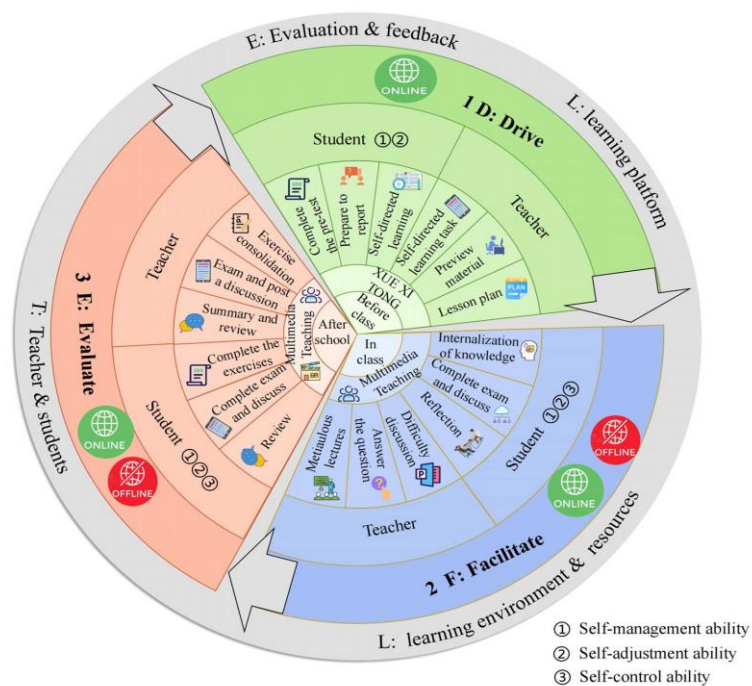 E: Evaluation & feedback
L: learning platform
L: learning environment & resources
T: Teacher & students
ONLINE
1 D: Drive
Student ①②
Teacher
Complete
the pre-test
Prepare to
report
Self-directed
learning
Self-directed
learning task
Preview
material
Lesson plan
PLAN
XUE XI
TONG
Before
class
2 F: Facilitate
ONLINE
OFFLINE
Student ①②③
Teacher
Internalization
of knowledge
Complete exam
and discuss
Reflection
Difficulty
discussion
Answer
the question
Metiautious
lectures
Multimedia
Teaching
In
class
3 E: Evaluate
ONLINE
OFFLINE
Teacher
Student ①②③
Exercise
consolidation
Exam and post
a discussion
Summary and
review
Complete the
exercises
Complete exam
and discuss
Review
Multimedia
Teaching
After
school
① Self-management ability
② Self-adjustment ability
③ Self-control ability